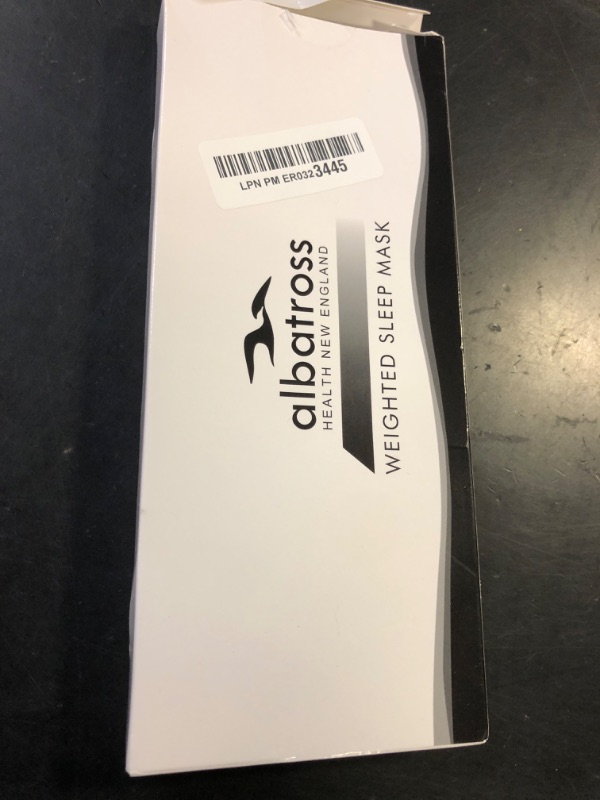 LPN PM ER0323445
albatross
HEALTH NEW ENGLAND
WEIGHTED SLEEP MASK